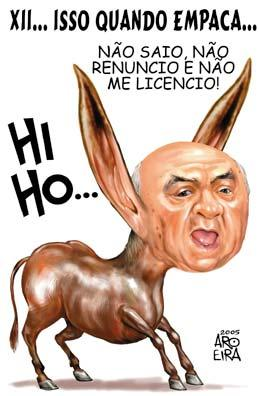 XII... ISSO QUANDO EMPACA...
NÃO SAIO, NÃO
RENUNCIO E NÃO
ME LICENCIO!
HI
HO...
2005
ARO
EIRA